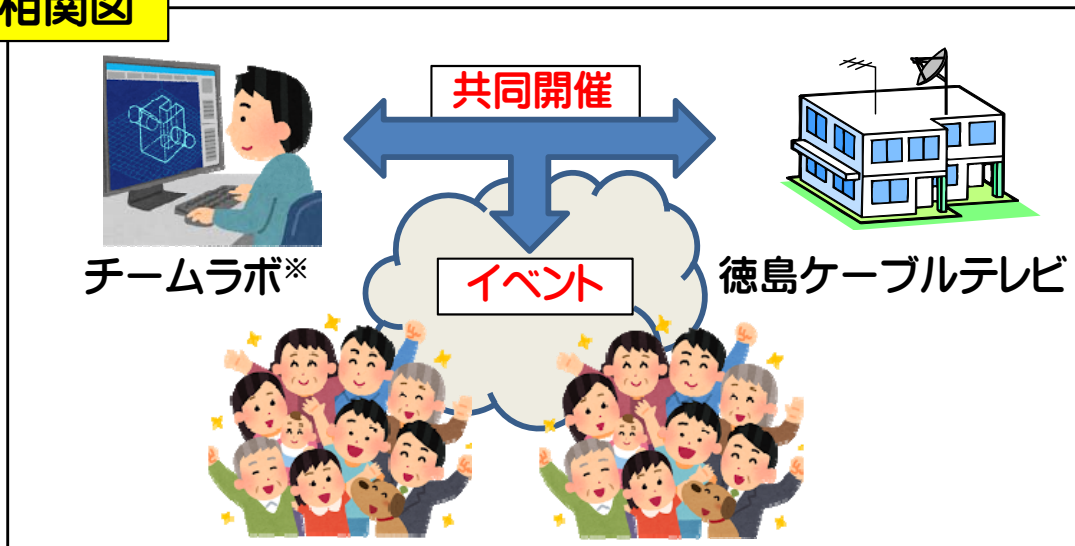 相関図
共同開催
チームラボ※
イベント
徳島ケーブルテレビ